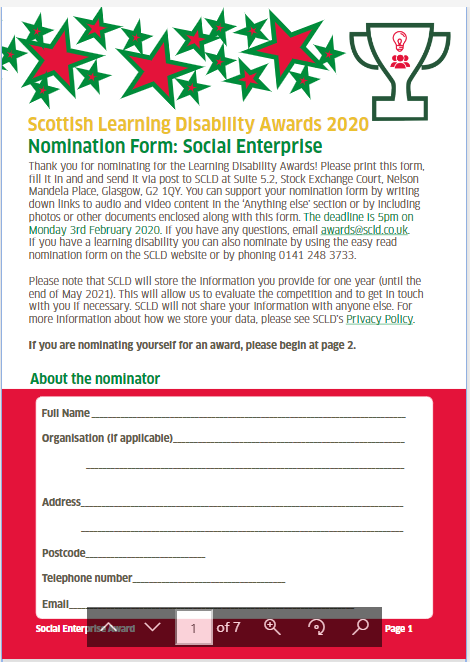 Scottish Learning Disability Awards 2020
Nomination Form: Social Enterprise
Thank you for nominating for the Learning Disability Awards! Please print this form,
fill it in and and send it via post to SCLD at Suite 5.2, Stock Exchange Court, Nelson
Mandela Place, Glasgow, G2 1QY. You can support your nomination form by writing
down links to audio and video content in the 'Anything else' section or by including
photos or other documents enclosed along with this form. The deadline is 5pm on
Monday 3rd February 2020. If you have any questions, email awards@scld.co.uk.
If you have a learning disability you can also nominate by using the easy read
nomination form on the SCLD website or by phoning 0141 248 3733.
Please note that SCLD will store the information you provide for one year (until the
end of May 2021). This will allow us to evaluate the competition and to get in touch
with you if necessary. SCLD will not share your information with anyone else. For
more information about how we store your data, please see SCLD's Privacy Policy.
If you are nominating yourself for an award, please begin at page 2.
About the nominator
Full Name
Organisation (if applicable)
Address
Postcode
Telephone number
Email
Social Enterprise Award
1 of 7
Page 1